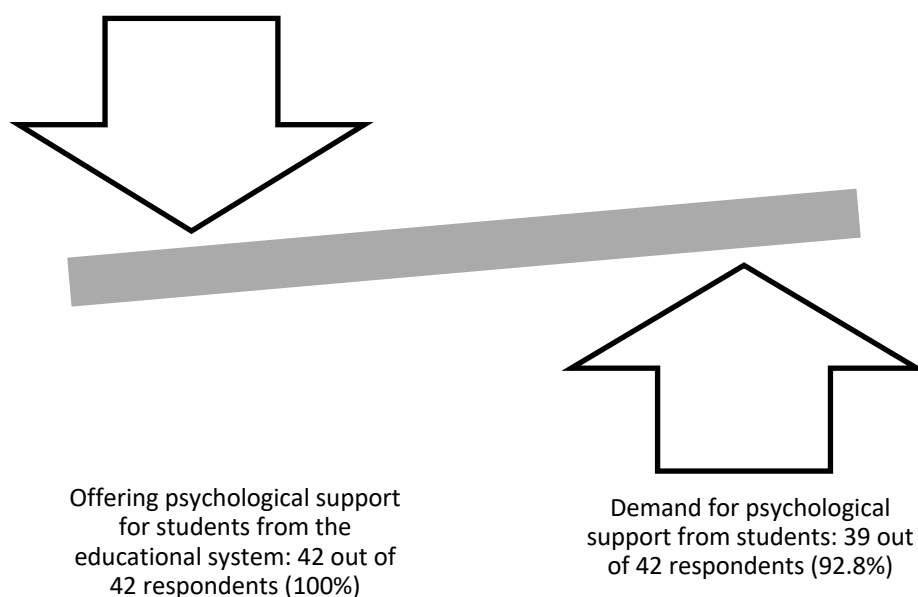 Offering psychological support
for students from the
educational system: 42 out of
42 respondents (100%)
Demand for psychological
support from students: 39 out
of 42 respondents (92.8%)